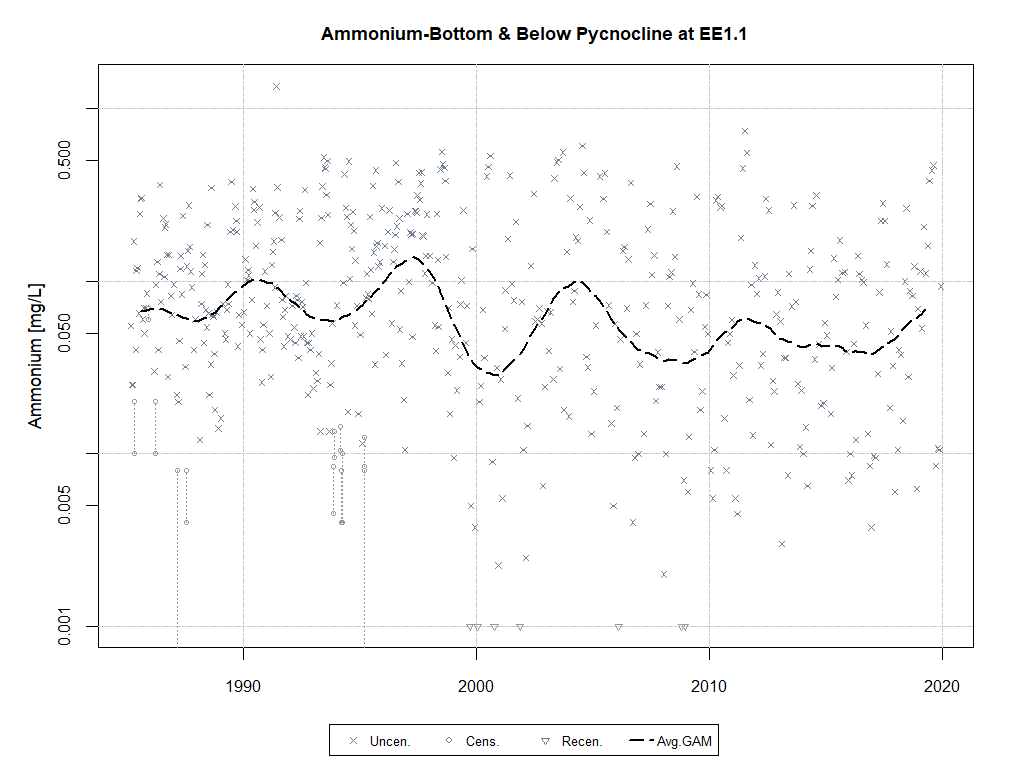 Ammonium-Bottom & Below Pycnocline at EE1.1
Ammonium [mg/L]
0.500
0.050
0.005
0.001
1990 2000 2010 2020
Uncen. Cens. Recen. Avg.GAM